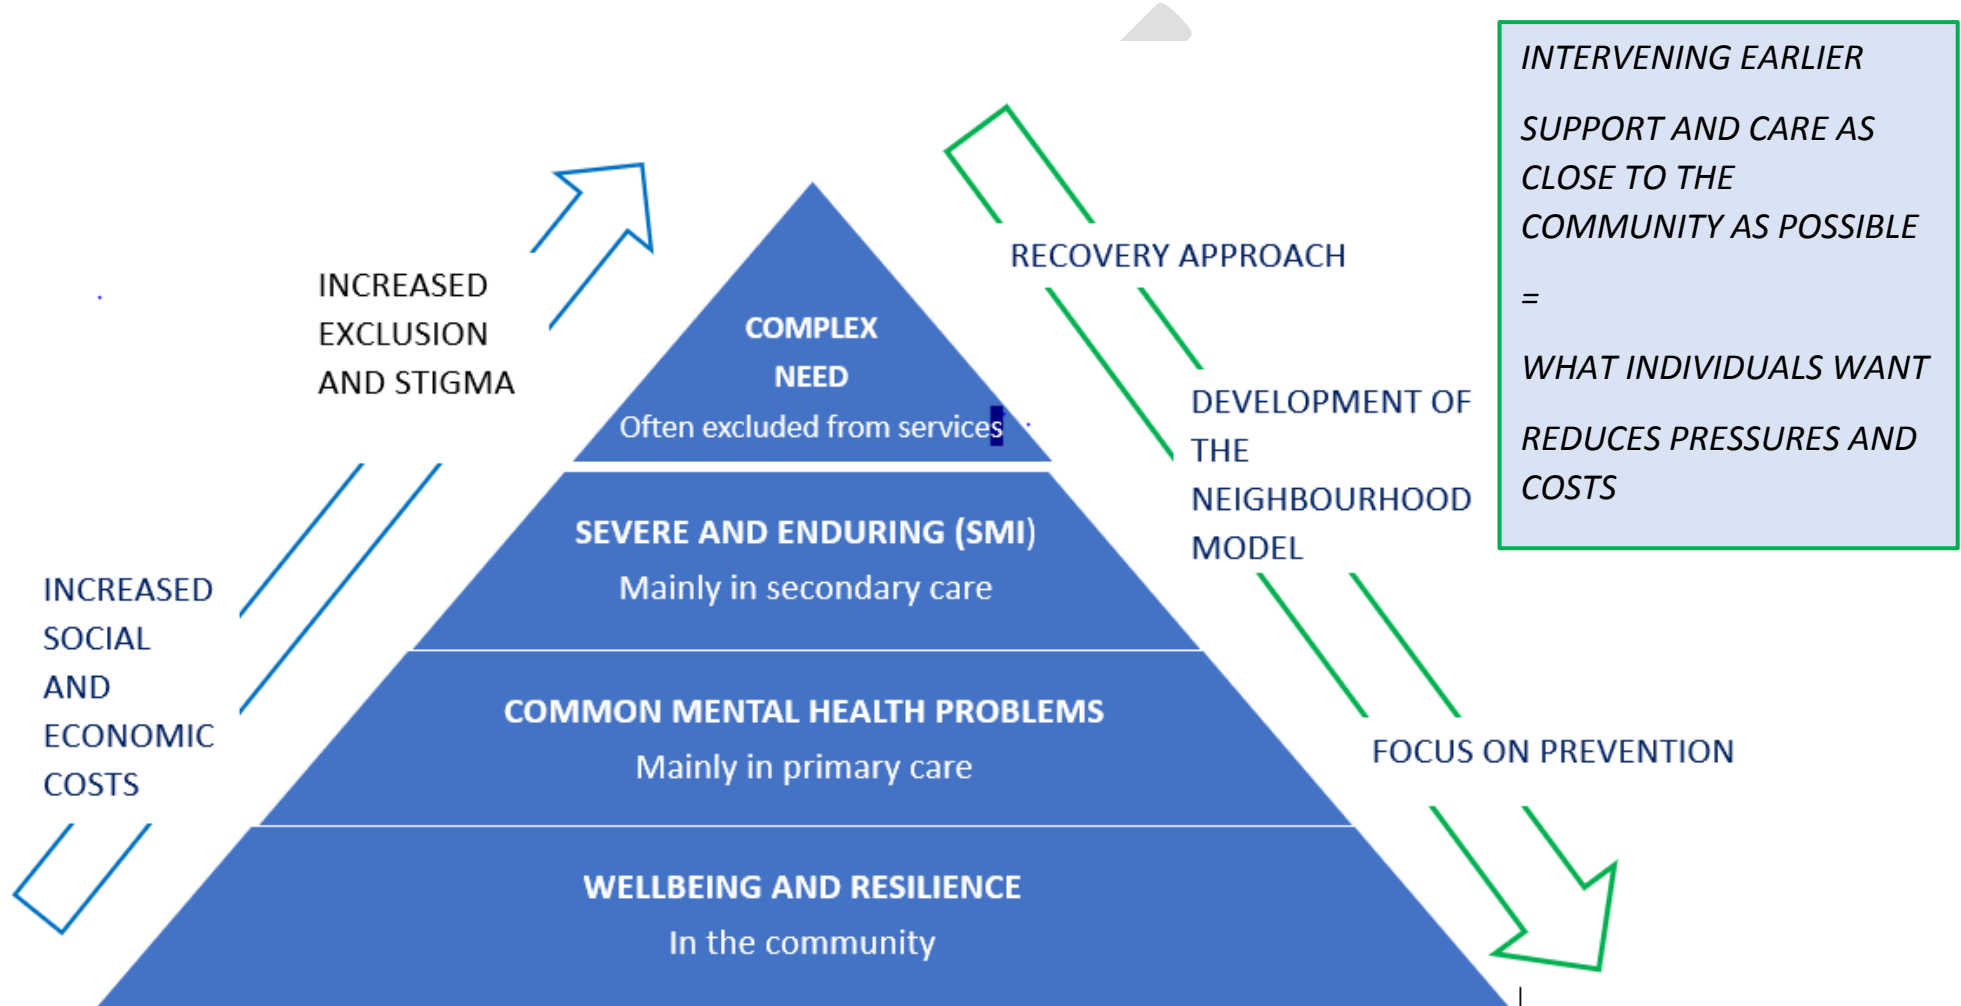 INTERVENING EARLIER
SUPPORT AND CARE AS
CLOSE TO THE
COMMUNITY AS POSSIBLE
=
WHAT INDIVIDUALS WANT
REDUCES PRESSURES AND
COSTS
INCREASED
EXCLUSION
AND STIGMA
INCREASED
SOCIAL
AND
ECONOMIC
COSTS
COMPLEX
NEED
Often excluded from services
SEVERE AND ENDURING (SMI)
Mainly in secondary care
COMMON MENTAL HEALTH PROBLEMS
Mainly in primary care
WELLBEING AND RESILIENCE
In the community
RECOVERY APPROACH
DEVELOPMENT OF
THE
NEIGHBOURHOOD
MODEL
FOCUS ON PREVENTION